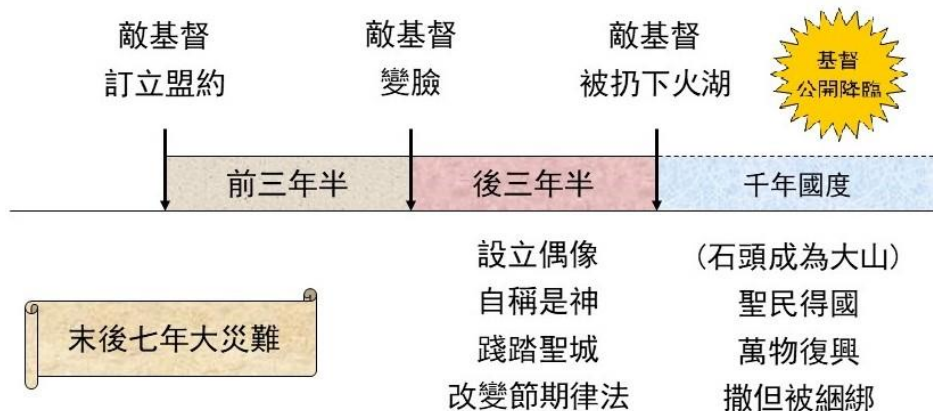 敵基督
訂立盟約
敵基督
變臉
敵基督
被扔下火湖
基督
公開降臨
前三年半
後三年半
千年國度
末後七年大災難
設立偶像
自稱是神
踐踏聖城
改變節期律法
(石頭成為大山)
聖民得國
萬物復興
撒但被綑綁